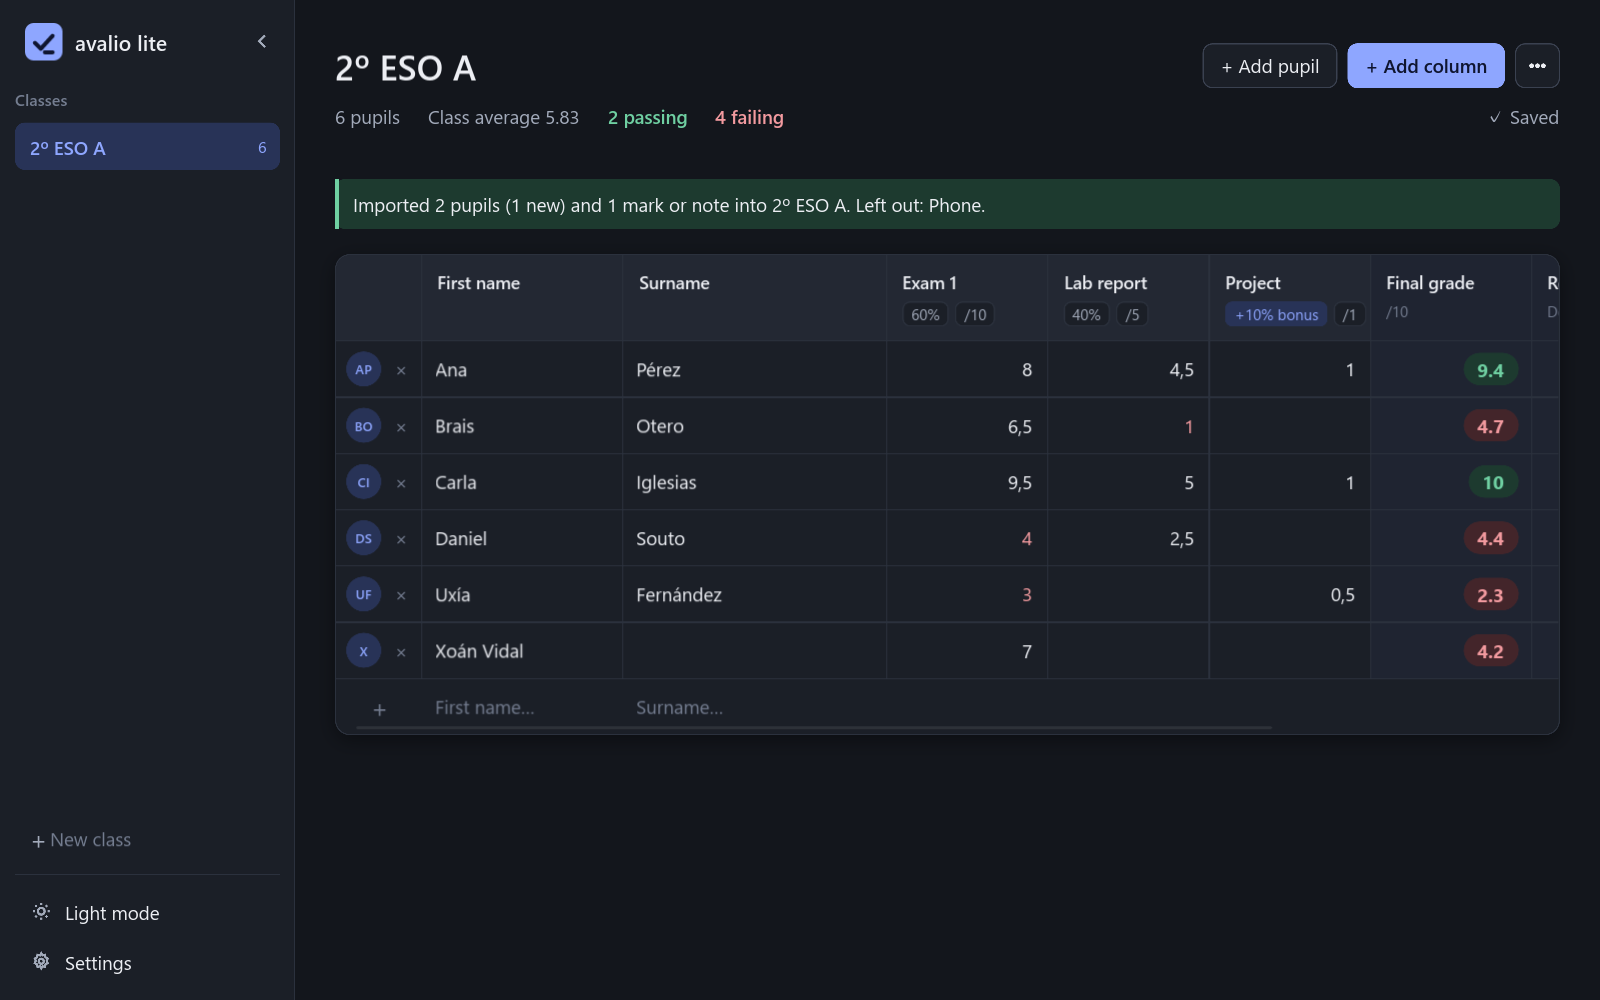 avalio lite
Classes
2º ESO A 6
+ New class
Light mode
Settings
2º ESO A
+ Add pupil
+ Add column
•••
6 pupils Class average 5.83 2 passing 4 failing
✓ Saved
Imported 2 pupils (1 new) and 1 mark or note into 2º ESO A. Left out: Phone.
First name Surname Exam 1 Lab report Project Final grade R
60% /10 40% /5 +10% bonus /1 /10 D
AP × Ana Pérez 8 4,5 1 9.4
BO × Brais Otero 6,5 1 4.7
CI × Carla Iglesias 9,5 5 1 10
DS × Daniel Souto 4 2,5 4.4
UF × Uxía Fernández 3 0,5 2.3
X × Xoán Vidal 7 4.2
+ First name... Surname...